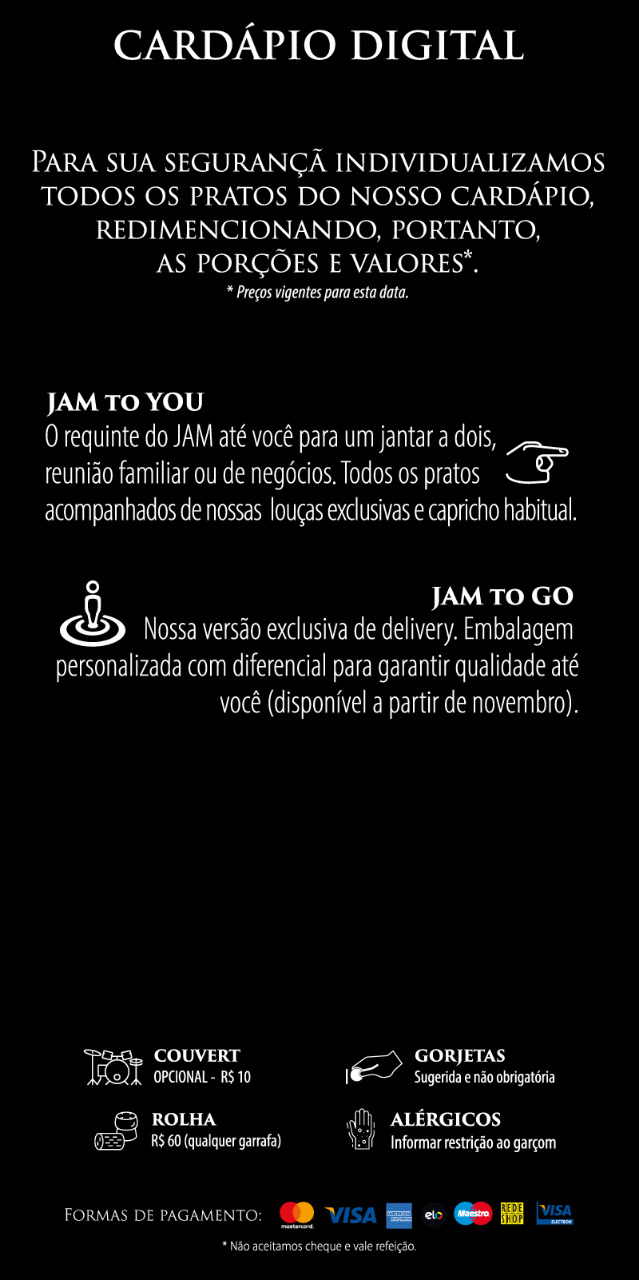 CARDÁPIO DIGITAL
PARA SUA SEGURANÇÃ INDIVIDUALIZAMOS
TODOS OS PRATOS DO NOSSO CARDÁPIO,
REDIMENCIONANDO, PORTANTO,
AS PORÇÕES E VALORES*.
* Preços vigentes para esta data.
JAM TO YOU
O requinte do JAM até você para um jantar a dois,
reunião familiar ou de negócios. Todos os pratos
acompanhados de nossas louças exclusivas e capricho habitual.
JAM TO GO
Nossa versão exclusiva de delivery. Embalagem
personalizada com diferencial para garantir qualidade até
você (disponível a partir de novembro).
COUVERT
OPCIONAL - R$ 10
GORJETAS
Sugerida e não obrigatória
ROLHA
R$ 60 (qualquer garrafa)
ALÉRGICOS
Informar restrição ao garçom
FORMAS DE PAGAMENTO: mastercard. VISA AMERICAN EXPRESS elo Maestro REDE SHOP VISA ELECTRON
* Não aceitamos cheque e vale refeição.